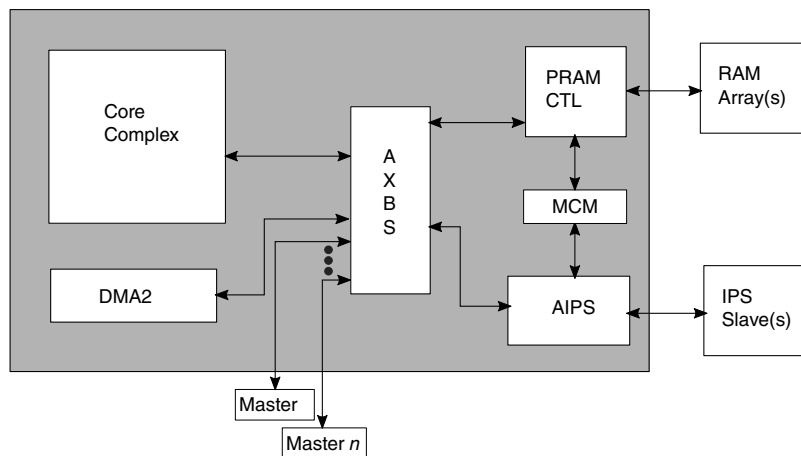 Core
Complex
DMA2
A
X
B
S
PRAM
CTL
MCM
AIPS
RAM
Array(s)
IPS
Slave(s)
Master
Master n